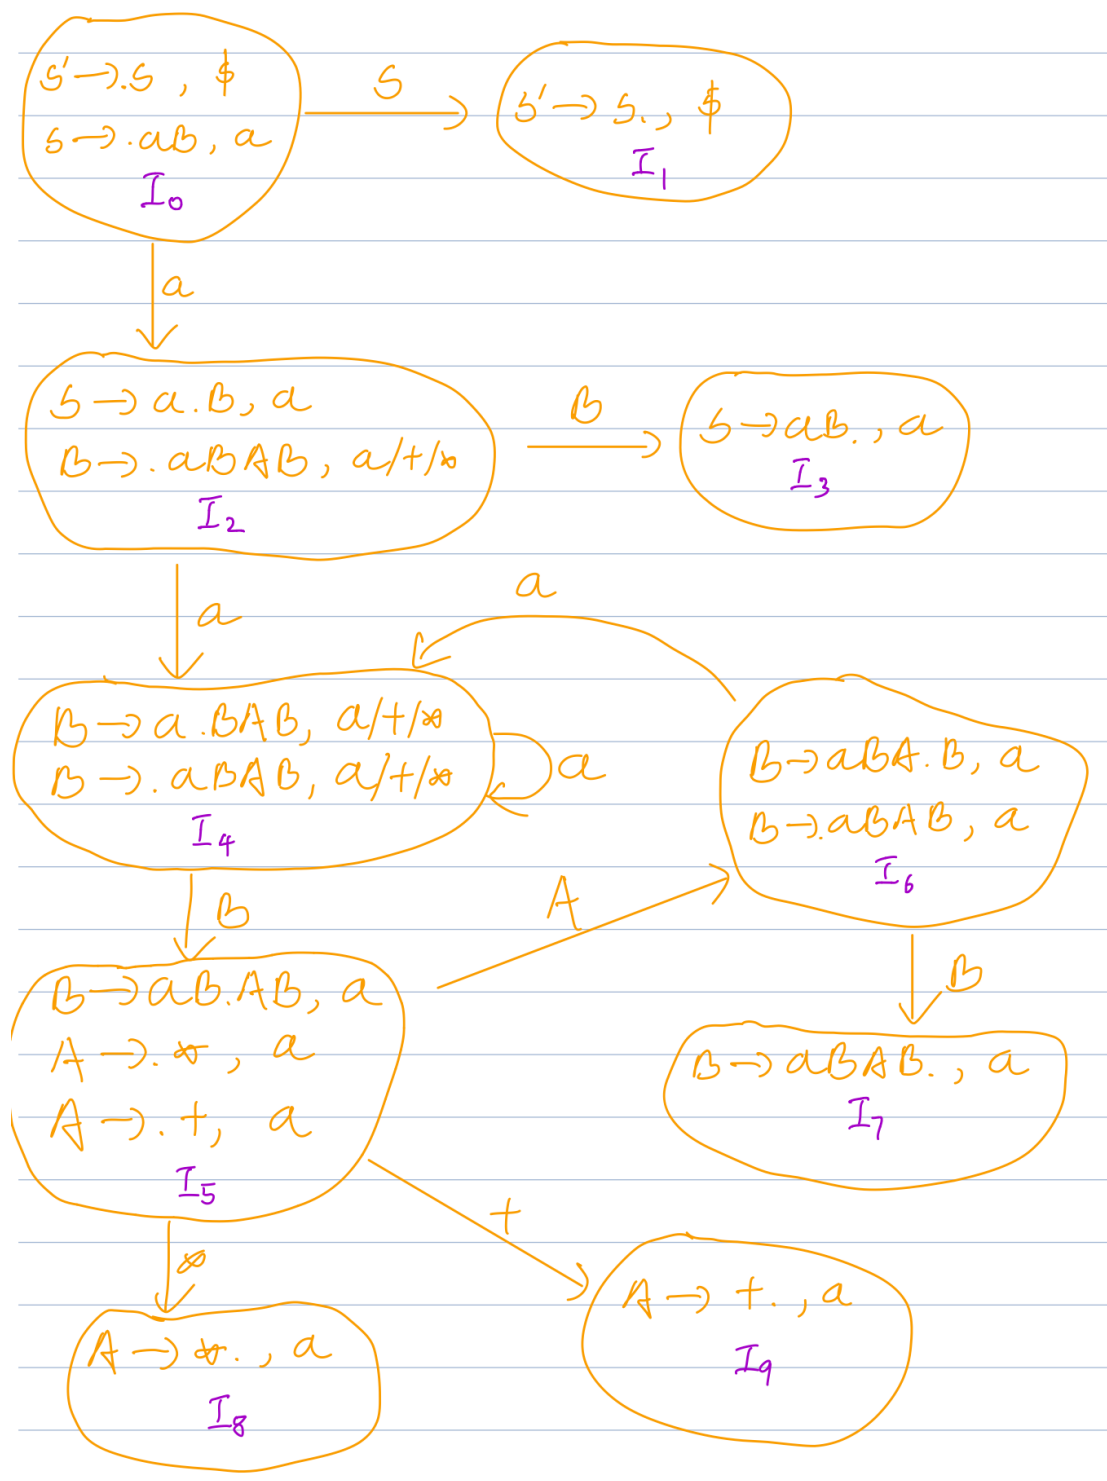 S' → .S , $
S → .aB, a
I₀
S
S' → S. , $
I₁
a
S → a.B, a
B → .aBAB, a/+/*
I₂
B
S → aB. , a
I₃
a
a
B → a.BAB, a/+/*
B → .aBAB, a/+/*
I₄
a
B → aBA.B, a
B → .aBAB, a
I₆
B
A
B
B → aB.AB, a
A → .*, a
A → .+, a
I₅
B → aBAB. , a
I₇
*
+
A → *. , a
I₈
A → +. , a
I₉